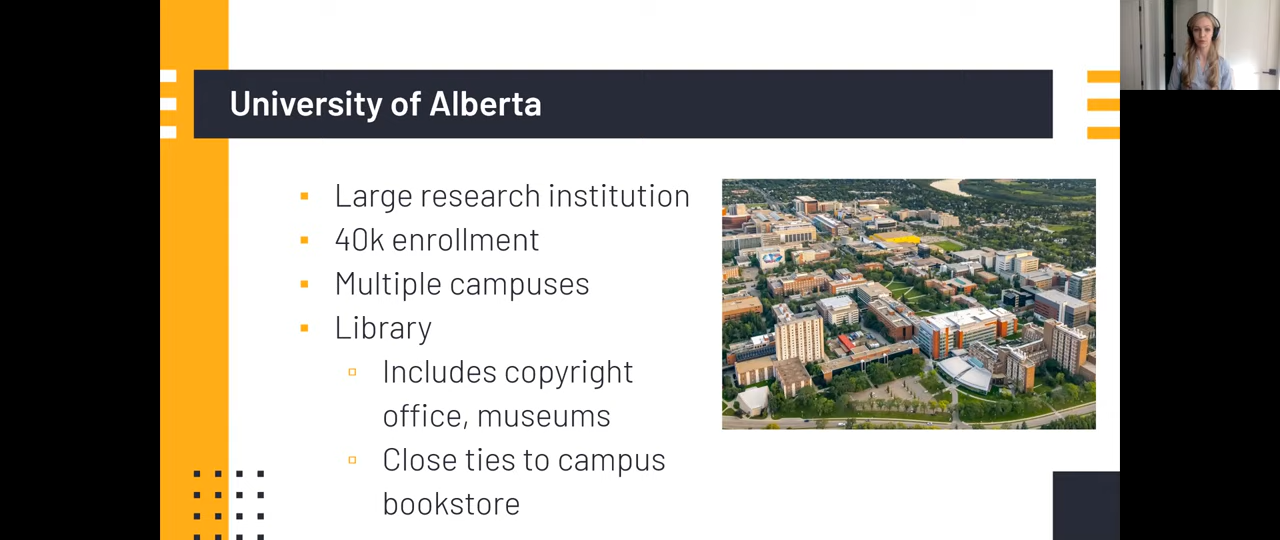 University of Alberta
Large research institution
40k enrollment
Multiple campuses
Library
Includes copyright
office, museums
Close ties to campus
bookstore